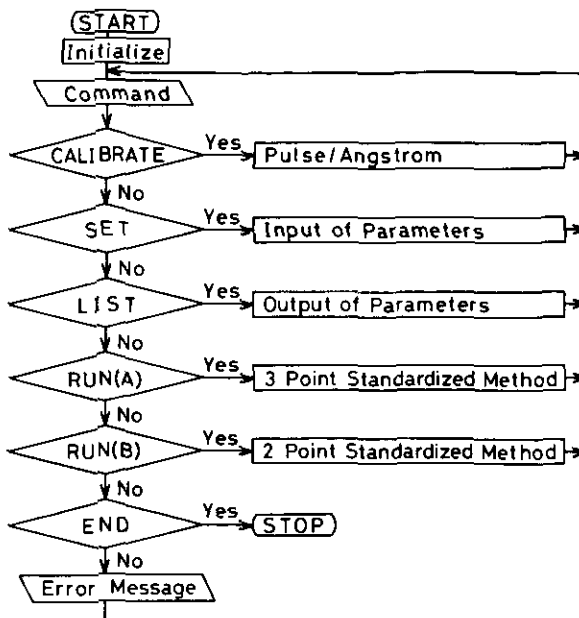 START
Initialize
Command
CALIBRATE Yes Pulse/Angstrom
No
SET Yes Input of Parameters
No
LIST Yes Output of Parameters
No
RUN(A) Yes 3 Point Standardized Method
No
RUN(B) Yes 2 Point Standardized Method
No
END Yes STOP
No
Error Message